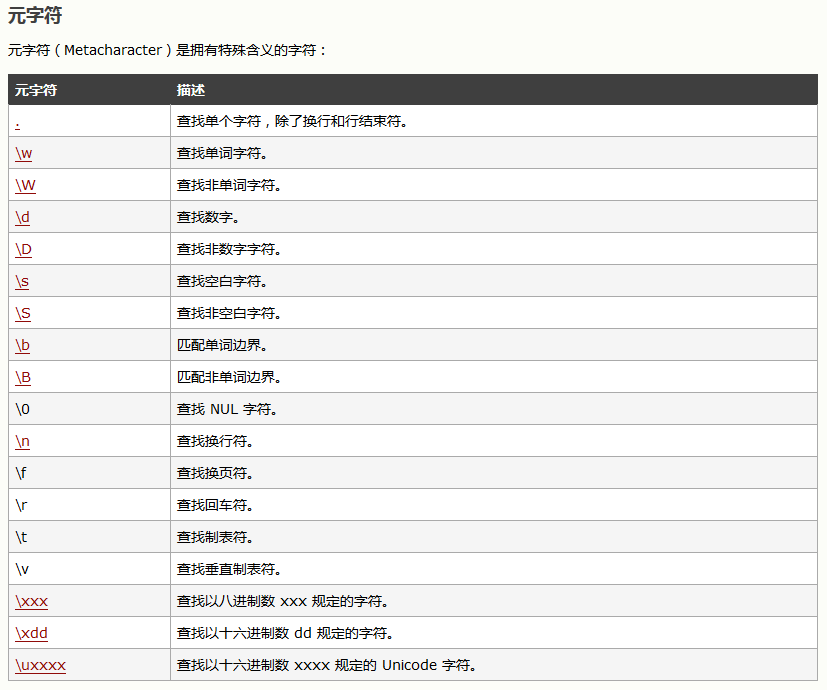 元字符
元字符（Metacharacter）是拥有特殊含义的字符：
元字符 描述
. 查找单个字符，除了换行和行结束符。
\w 查找单词字符。
\W 查找非单词字符。
\d 查找数字。
\D 查找非数字字符。
\s 查找空白字符。
\S 查找非空白字符。
\b 匹配单词边界。
\B 匹配非单词边界。
\0 查找 NUL 字符。
\n 查找换行符。
\f 查找换页符。
\r 查找回车符。
\t 查找制表符。
\v 查找垂直制表符。
\xxx 查找以八进制数 xxx 规定的字符。
\xdd 查找以十六进制数 dd 规定的字符。
\uxxxx 查找以十六进制数 xxxx 规定的 Unicode 字符。